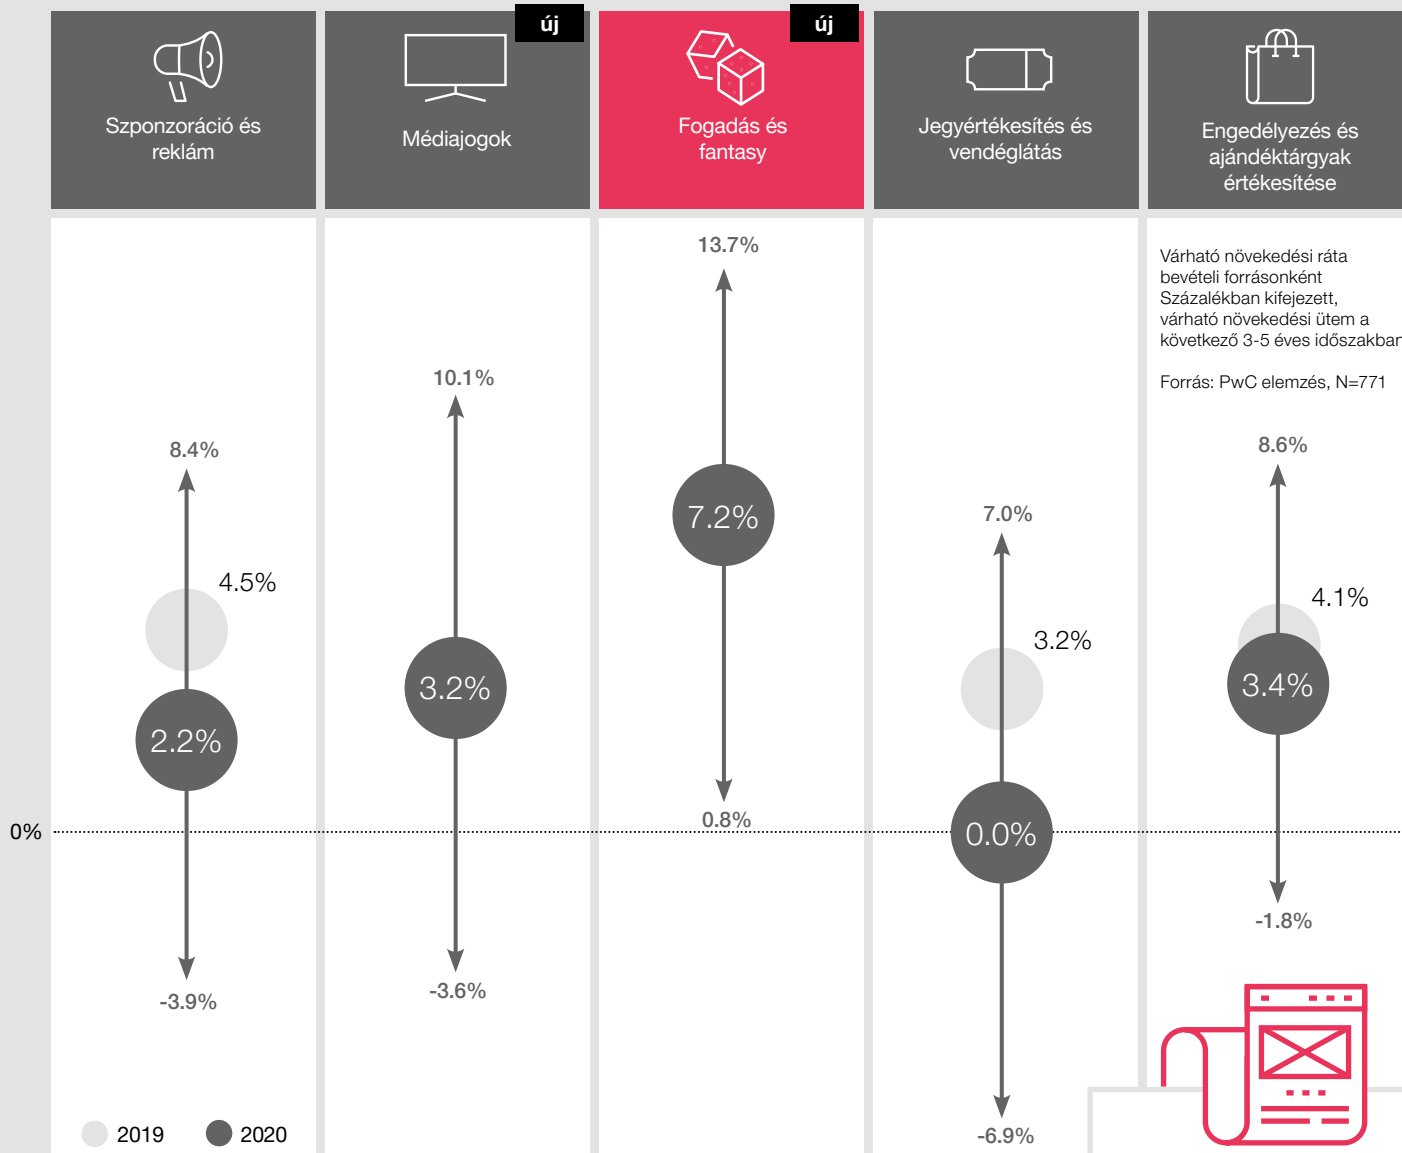 új
új
Szponzoráció és
reklám
Médiajogok
Fogadás és
fantasy
Jegyértékesítés és
vendéglátás
Engedélyezés és
ajándéktárgyak
értékesítése
Várható növekedési ráta
bevételi forrásonként
Százalékban kifejezett,
várható növekedési ütem a
következő 3-5 éves időszakban
Forrás: PwC elemzés, N=771
8.4%
4.5%
2.2%
-3.9%
10.1%
3.2%
-3.6%
13.7%
7.2%
0.8%
7.0%
3.2%
0.0%
-6.9%
8.6%
4.1%
3.4%
-1.8%
0%
2019
2020